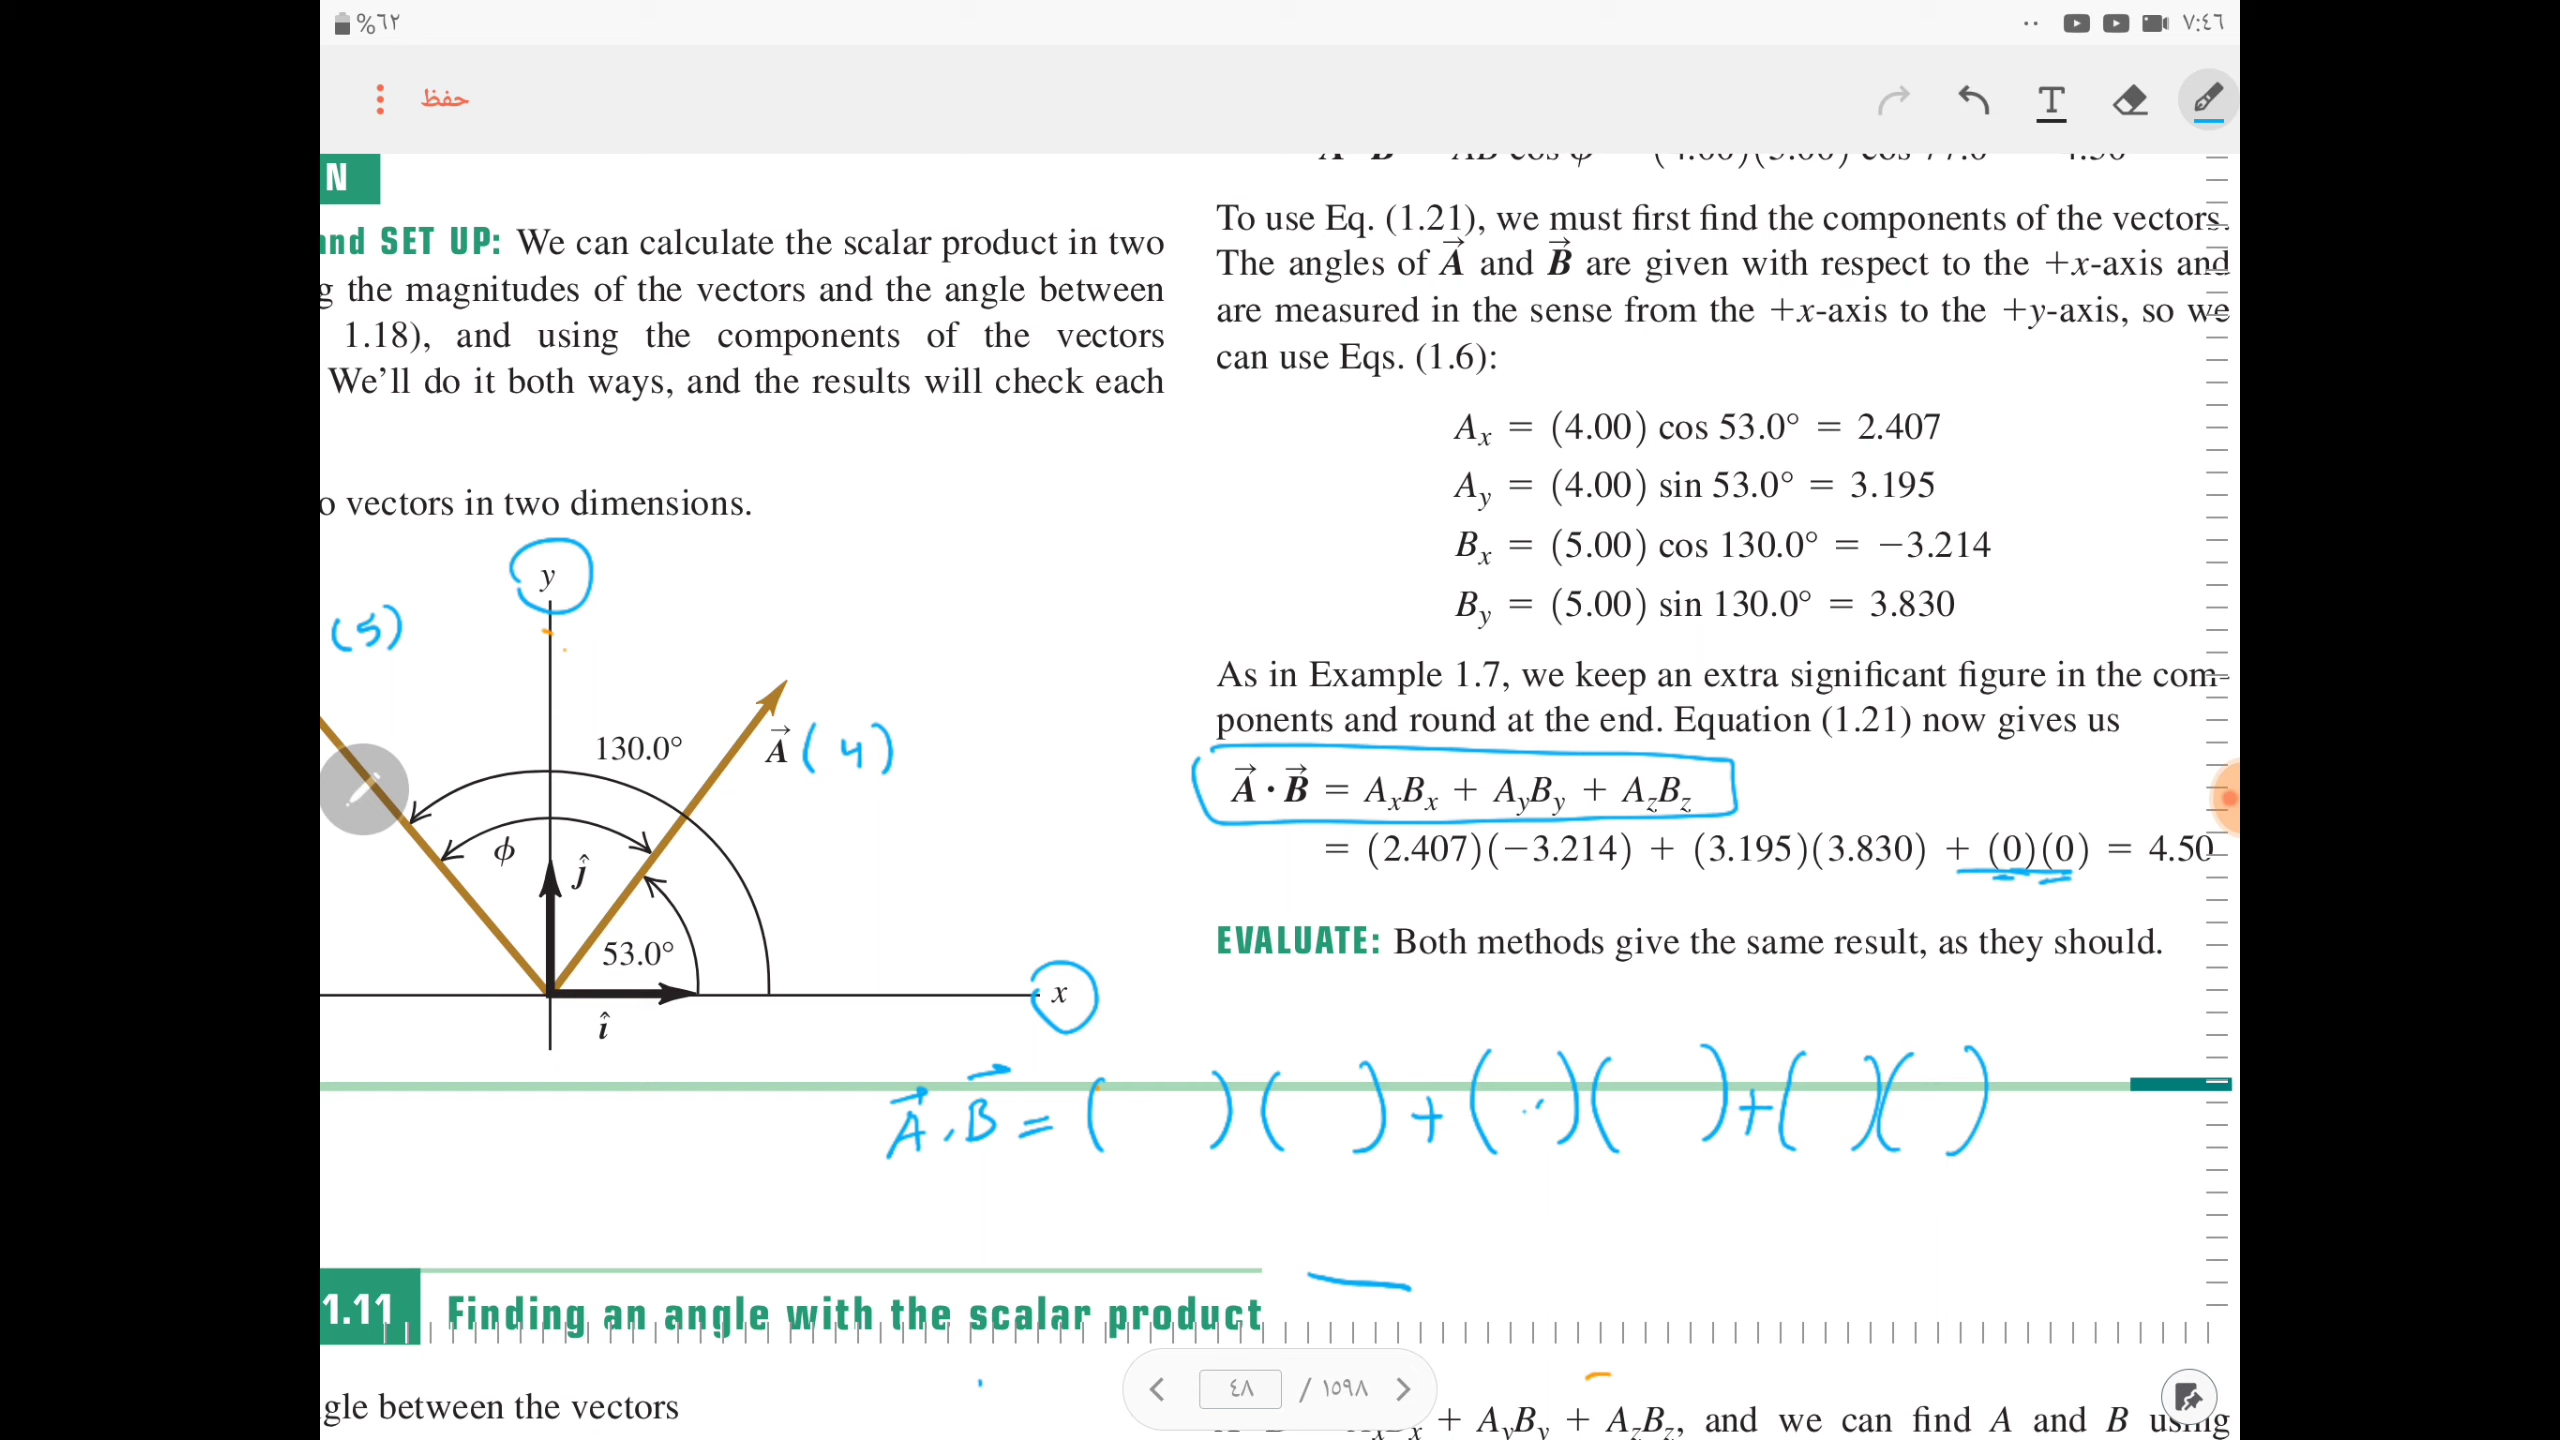 %٦٢
٧:٤٦
حفظ
N
and SET UP: We can calculate the scalar product in two
g the magnitudes of the vectors and the angle between
1.18), and using the components of the vectors
We'll do it both ways, and the results will check each
o vectors in two dimensions.
y
(5)
130.0°
A⃗ (4)
ϕ
ĵ
53.0°
x
î
To use Eq. (1.21), we must first find the components of the vectors.
The angles of A⃗ and B⃗ are given with respect to the +x-axis and
are measured in the sense from the +x-axis to the +y-axis, so we
can use Eqs. (1.6):
Aₓ = (4.00) cos 53.0° = 2.407
A_y = (4.00) sin 53.0° = 3.195
Bₓ = (5.00) cos 130.0° = −3.214
B_y = (5.00) sin 130.0° = 3.830
As in Example 1.7, we keep an extra significant figure in the com-
ponents and round at the end. Equation (1.21) now gives us
A⃗ · B⃗ = AₓBₓ + A_yB_y + A_zB_z
= (2.407)(−3.214) + (3.195)(3.830) + (0)(0) = 4.50
EVALUATE: Both methods give the same result, as they should.
A⃗ . B⃗ = ( )( ) + ( )( ) + ( )( )
1.11 Finding an angle with the scalar product
gle between the vectors
٤٨ / ١٥٩٨
+ A_yB_y + A_zB_z, and we can find A and B using